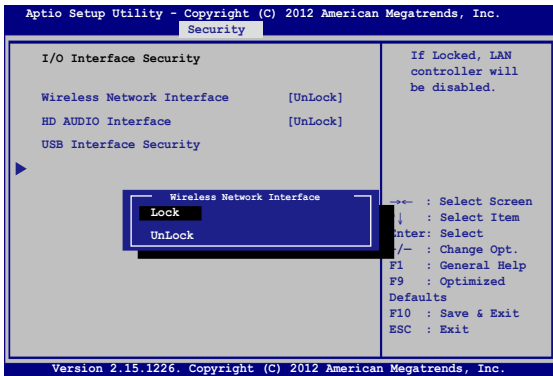 Aptio Setup Utility - Copyright (C) 2012 American Megatrends, Inc.
Security
I/O Interface Security
Wireless Network Interface [UnLock]
HD AUDIO Interface [UnLock]
USB Interface Security
If Locked, LAN
controller will
be disabled.
Wireless Network Interface
Lock
UnLock
→← : Select Screen
↓ : Select Item
nter: Select
/— : Change Opt.
F1 : General Help
F9 : Optimized
Defaults
F10 : Save & Exit
ESC : Exit
Version 2.15.1226. Copyright (C) 2012 American Megatrends, Inc.